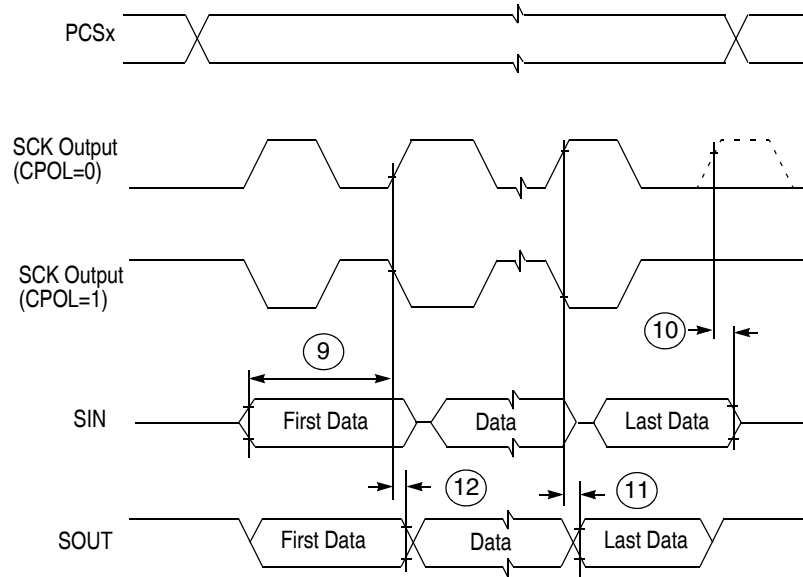 PCSx
SCK Output
(CPOL=0)
SCK Output
(CPOL=1)
10
9
SIN
First Data
Data
Last Data
12
11
SOUT
First Data
Data
Last Data